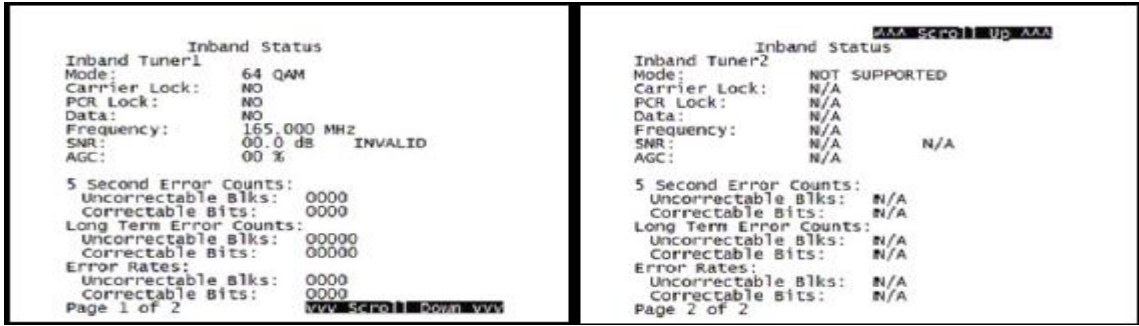 Inband Status
Inband Tuner1
Mode: 64 QAM
Carrier Lock: NO
PCR Lock: NO
Data: NO
Frequency: 165.000 MHz
SNR: 00.0 dB INVALID
AGC: 00 %
5 Second Error Counts:
Uncorrectable Blks: 0000
Correctable Bits: 0000
Long Term Error Counts:
Uncorrectable Blks: 00000
Correctable Bits: 00000
Error Rates:
Uncorrectable Blks: 0000
Correctable Bits: 0000
Page 1 of 2 vvv Scroll Down vvv
^^^ Scroll Up ^^^
Inband Status
Inband Tuner2
Mode: NOT SUPPORTED
Carrier Lock: N/A
PCR Lock: N/A
Data: N/A
Frequency: N/A
SNR: N/A N/A
AGC: N/A
5 Second Error Counts:
Uncorrectable Blks: N/A
Correctable Bits: N/A
Long Term Error Counts:
Uncorrectable Blks: N/A
Correctable Bits: N/A
Error Rates:
Uncorrectable Blks: N/A
Correctable Bits: N/A
Page 2 of 2